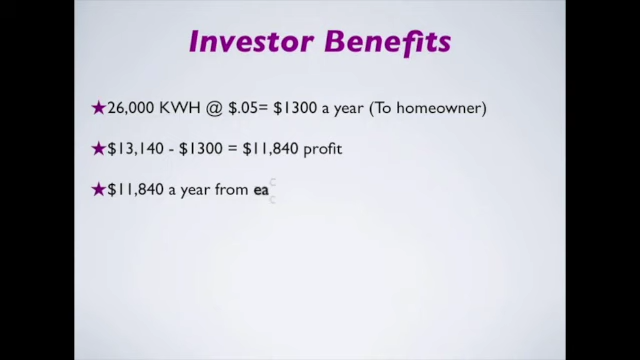 Investor Benefits
★26,000 KWH @ $.05= $1300 a year (To homeowner)
★$13,140 - $1300 = $11,840 profit
★$11,840 a year from ea